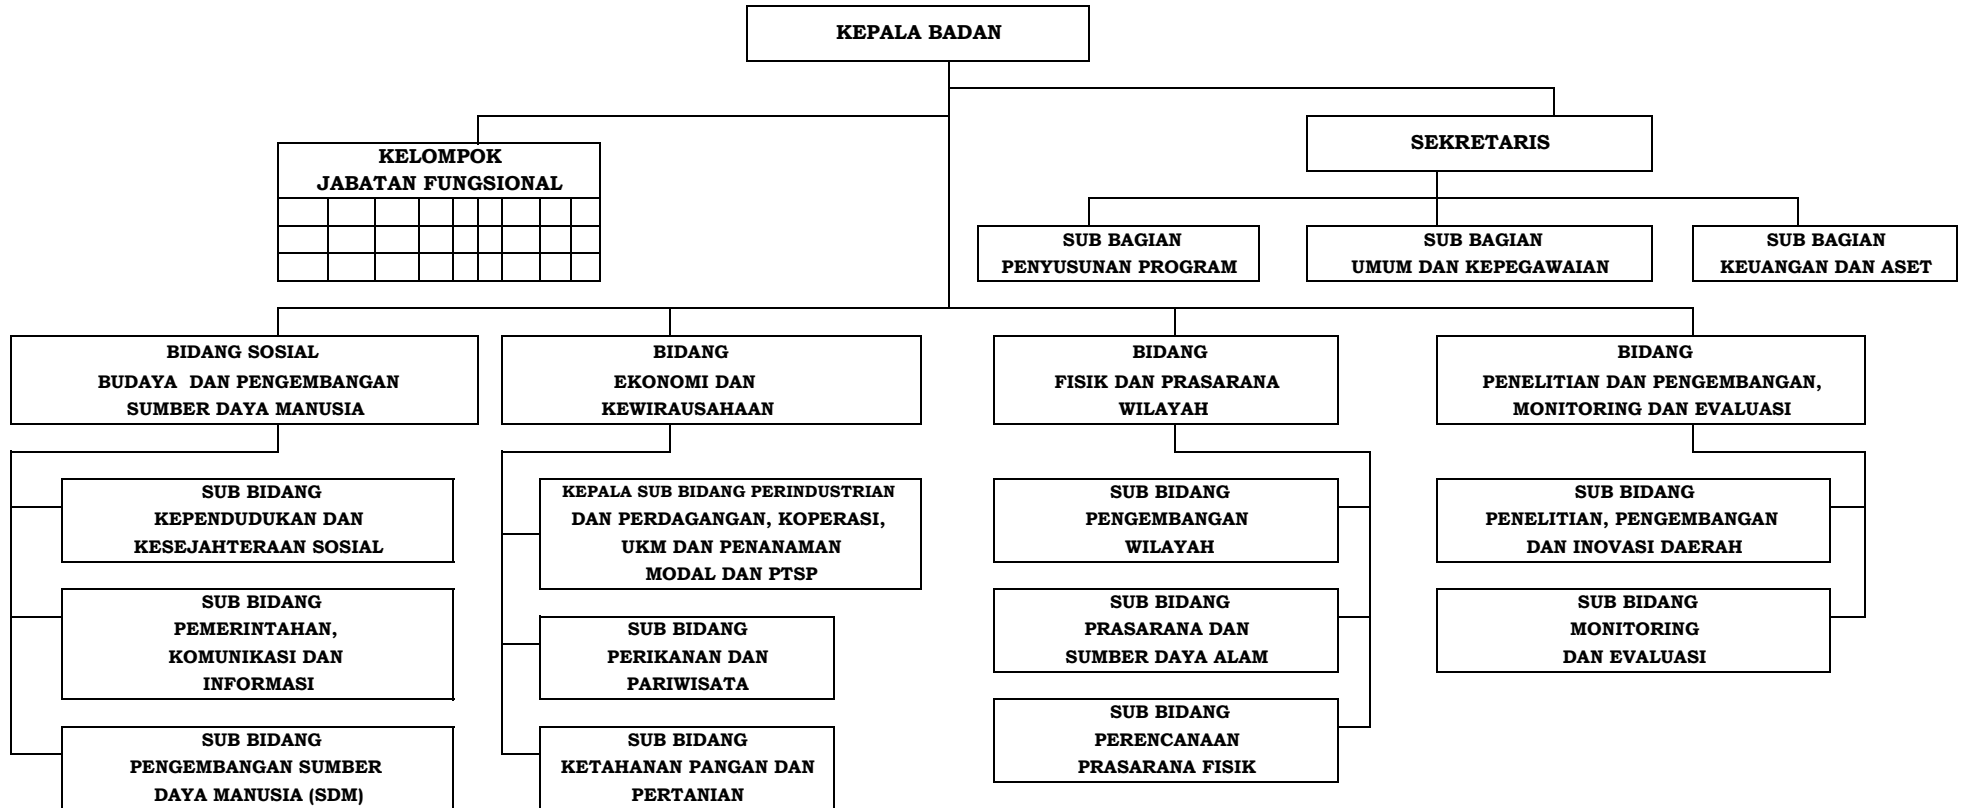 KEPALA BADAN
SEKRETARIS
KELOMPOK
JABATAN FUNGSIONAL
SUB BAGIAN
PENYUSUNAN PROGRAM
SUB BAGIAN
UMUM DAN KEPEGAWAIAN
SUB BAGIAN
KEUANGAN DAN ASET
BIDANG SOSIAL
BUDAYA DAN PENGEMBANGAN
SUMBER DAYA MANUSIA
BIDANG
EKONOMI DAN
KEWIRAUSAHAAN
BIDANG
FISIK DAN PRASARANA
WILAYAH
BIDANG
PENELITIAN DAN PENGEMBANGAN,
MONITORING DAN EVALUASI
SUB BIDANG
KEPENDUDUKAN DAN
KESEJAHTERAAN SOSIAL
SUB BIDANG
PEMERINTAHAN,
KOMUNIKASI DAN
INFORMASI
SUB BIDANG
PENGEMBANGAN SUMBER
DAYA MANUSIA (SDM)
KEPALA SUB BIDANG PERINDUSTRIAN
DAN PERDAGANGAN, KOPERASI,
UKM DAN PENANAMAN
MODAL DAN PTSP
SUB BIDANG
PERIKANAN DAN
PARIWISATA
SUB BIDANG
KETAHANAN PANGAN DAN
PERTANIAN
SUB BIDANG
PENGEMBANGAN
WILAYAH
SUB BIDANG
PRASARANA DAN
SUMBER DAYA ALAM
SUB BIDANG
PERENCANAAN
PRASARANA FISIK
SUB BIDANG
PENELITIAN, PENGEMBANGAN
DAN INOVASI DAERAH
SUB BIDANG
MONITORING
DAN EVALUASI